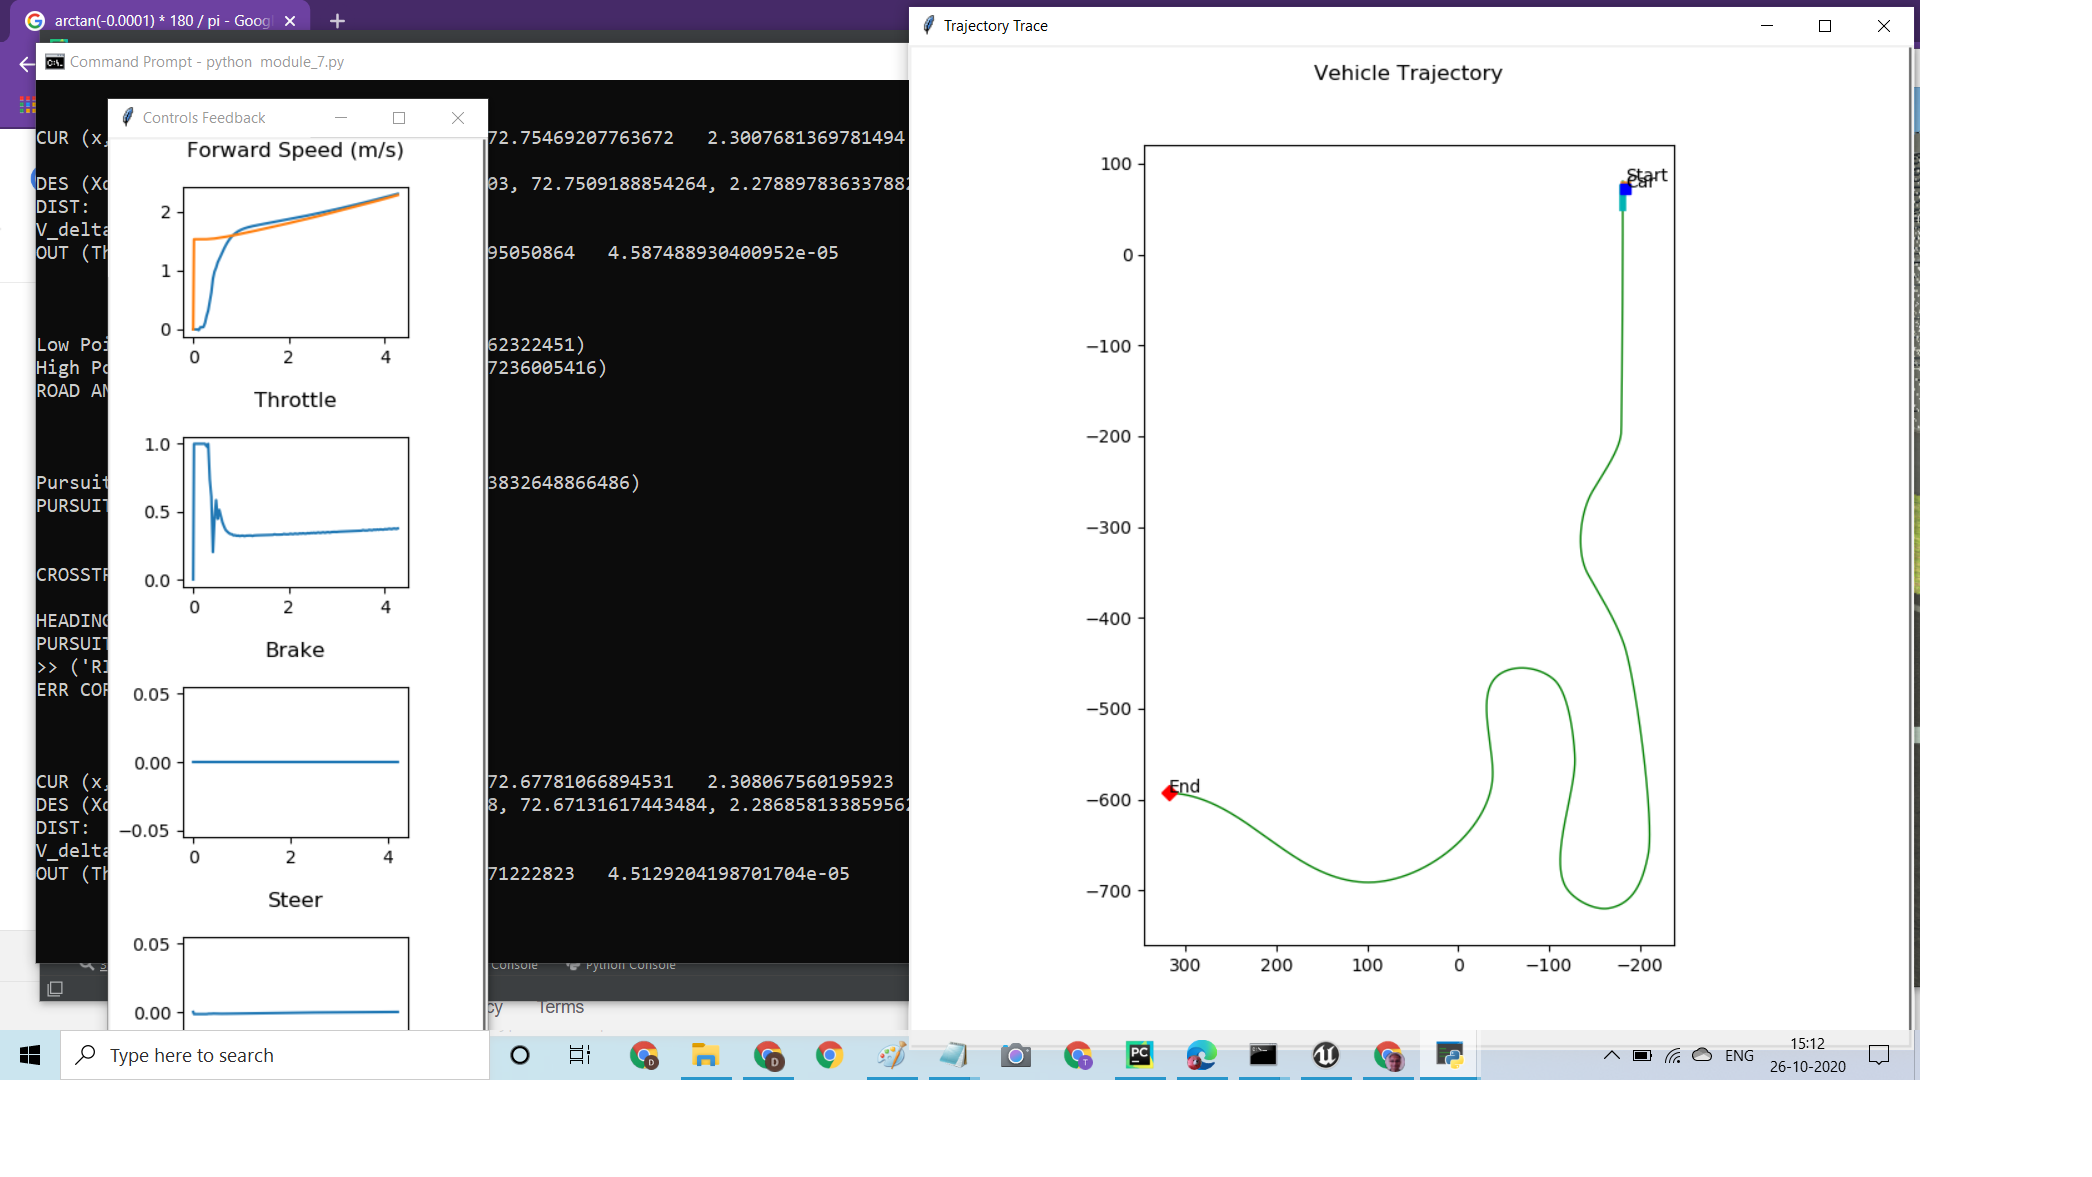 arctan(-0.0001) * 180 / pi - Goog
Command Prompt - python module_7.py
Controls Feedback
Forward Speed (m/s)
2
1
0
0 2 4
Throttle
1.0
0.5
0.0
0 2 4
Brake
0.05
0.00
−0.05
0 2 4
Steer
0.05
0.00
CUR (x, 72.75469207763672 2.3007681369781494
DES (Xd 03, 72.7509188854264, 2.278897836337882
DIST:
V_delta
OUT (Th 95050864 4.587488930400952e-05
Low Poi 62322451)
High Po 7236005416)
ROAD AN
Pursuit 3832648866486)
PURSUIT
CROSSTR
HEADING
PURSUIT
>> ('RI
ERR COR
CUR (x, 72.67781066894531 2.308067560195923
DES (Xd 8, 72.67131617443484, 2.286858133859562
DIST:
V_delta
OUT (Th 71222823 4.5129204198701704e-05
Console Python Console
cy Terms
Trajectory Trace
Vehicle Trajectory
100
0
−100
−200
−300
−400
−500
−600
−700
300 200 100 0 −100 −200
Start
Car
End
Type here to search
ENG
15:12
26-10-2020